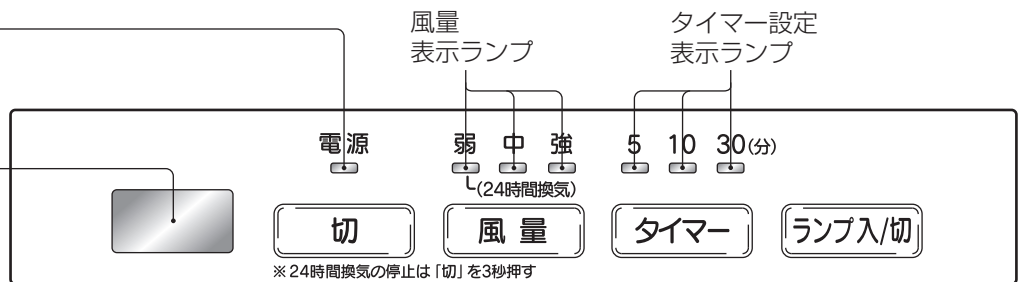 風量
表示ランプ
タイマー設定
表示ランプ
電源
弱 中 強
5 10 30(分)
(24時間換気)
切
風量
タイマー
ランプ入/切
※24時間換気の停止は「切」を3秒押す